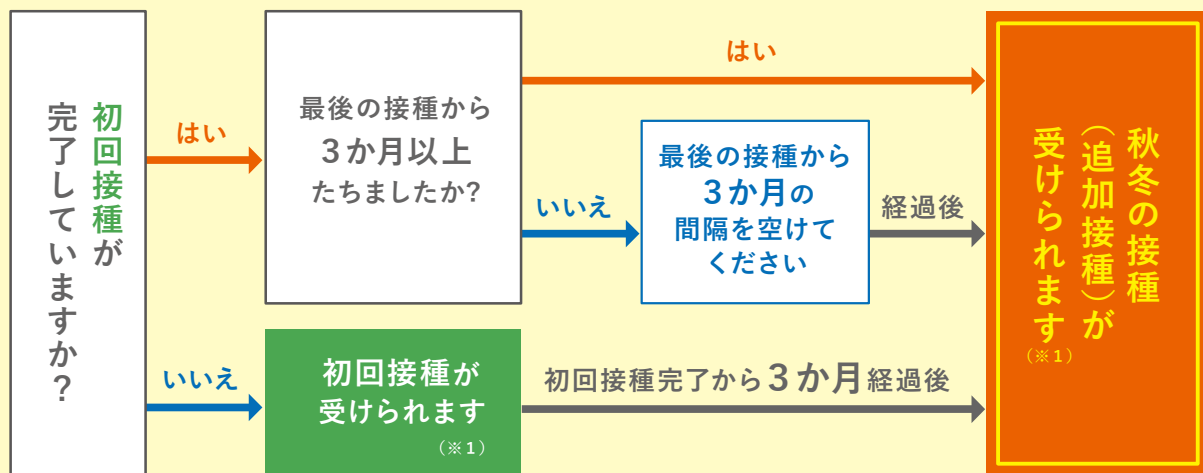 初回接種が
完了していますか？
はい
いいえ
最後の接種から
3か月以上
たちましたか?
はい
いいえ
最後の接種から
3か月の
間隔を空けて
ください
経過後
初回接種が
受けられます
（※1）
初回接種完了から3か月経過後
秋冬の接種
（追加接種）が
受けられます
（※1）